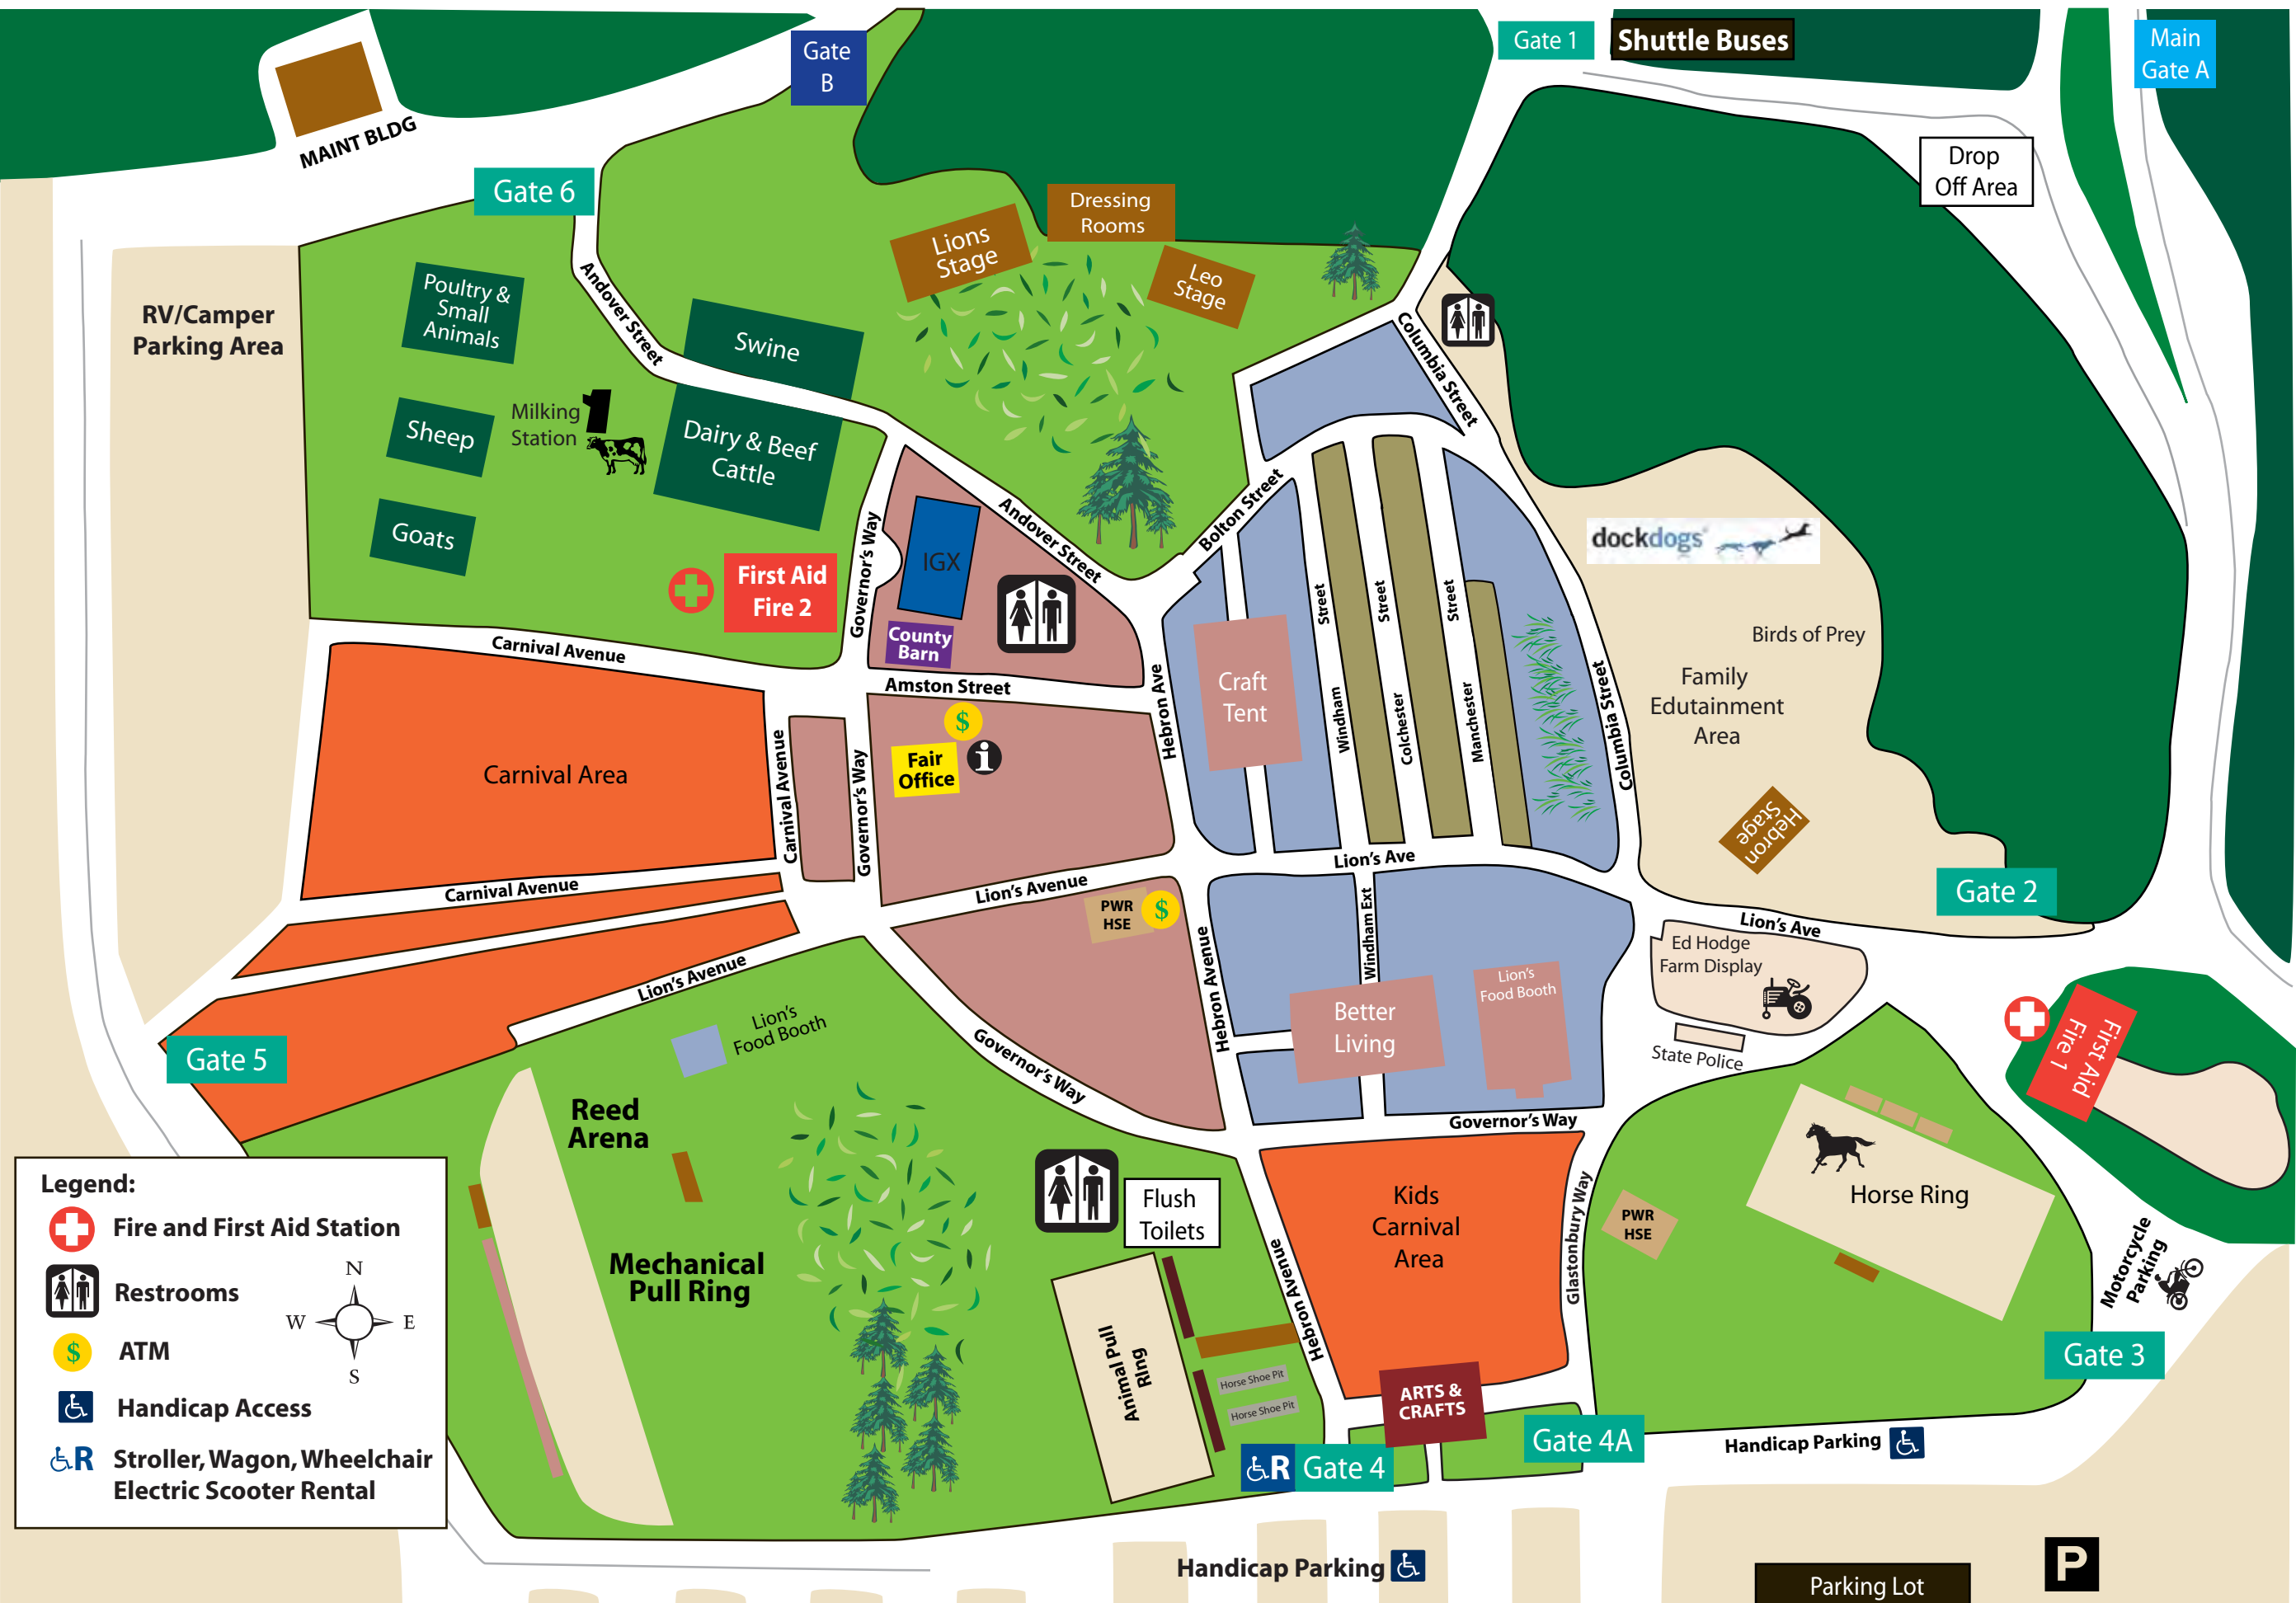 Gate
B
Gate 1
Shuttle Buses
Main
Gate A
MAINT BLDG
Drop
Off Area
Gate 6
Dressing
Rooms
Lions
Stage
Leo
Stage
Poultry &
Small
Animals
Andover Street
RV/Camper
Parking Area
Swine
Columbia Street
Milking
Station
Sheep
Dairy & Beef
Cattle
Goats
Andover Street
Bolton Street
dockdogs
IGX
Governor's Way
First Aid
Fire 2
County
Barn
Street
Street
Street
Birds of Prey
Carnival Avenue
Amston Street
Hebron Ave
Craft
Tent
Windham
Colchester
Manchester
Columbia Street
Family
Edutainment
Area
$
Fair
Office
i
Carnival Area
Carnival Avenue
Governor's Way
Hebron
Stage
Lion's Ave
Carnival Avenue
Lion's Avenue
Gate 2
PWR
HSE
$
Windham Ext
Lion's Ave
Hebron Avenue
Ed Hodge
Farm Display
Lion's Avenue
Lion's
Food Booth
Better
Living
Lion's
Food Booth
Gate 5
Lion's
Food Booth
Governor's Way
State Police
First Aid
Fire 1
Reed
Arena
Governor's Way
Legend:
Fire and First Aid Station
Restrooms
$ ATM
Handicap Access
R Stroller, Wagon, Wheelchair
Electric Scooter Rental
N
W E
S
Flush
Toilets
Kids
Carnival
Area
Glastonbury Way
PWR
HSE
Horse Ring
Mechanical
Pull Ring
Hebron Avenue
Motorcycle
Parking
Animal Pull
Ring
Horse Shoe Pit
Horse Shoe Pit
Gate 3
ARTS &
CRAFTS
R Gate 4
Gate 4A
Handicap Parking
Handicap Parking
P
Parking Lot